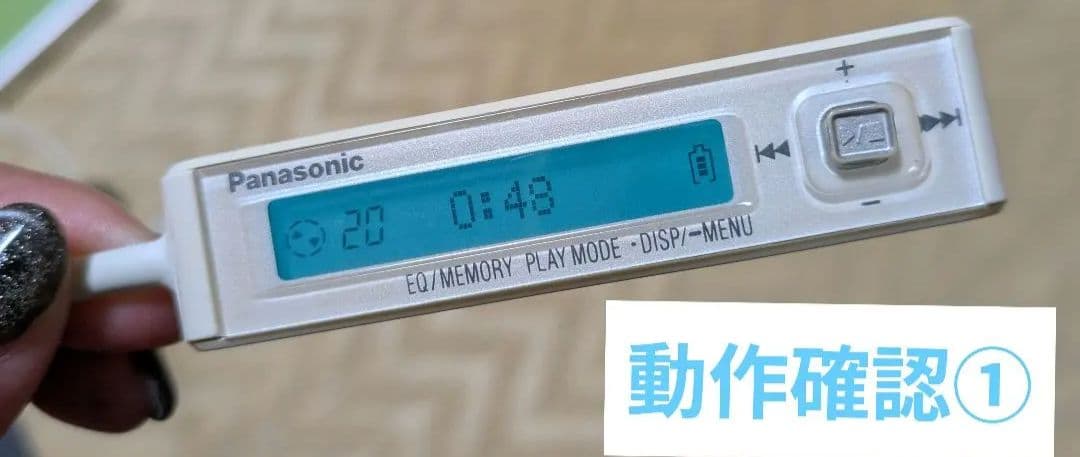 Panasonic
20 0:48
EQ/MEMORY PLAY MODE ・DISP/━MENU
+
-
動作確認①